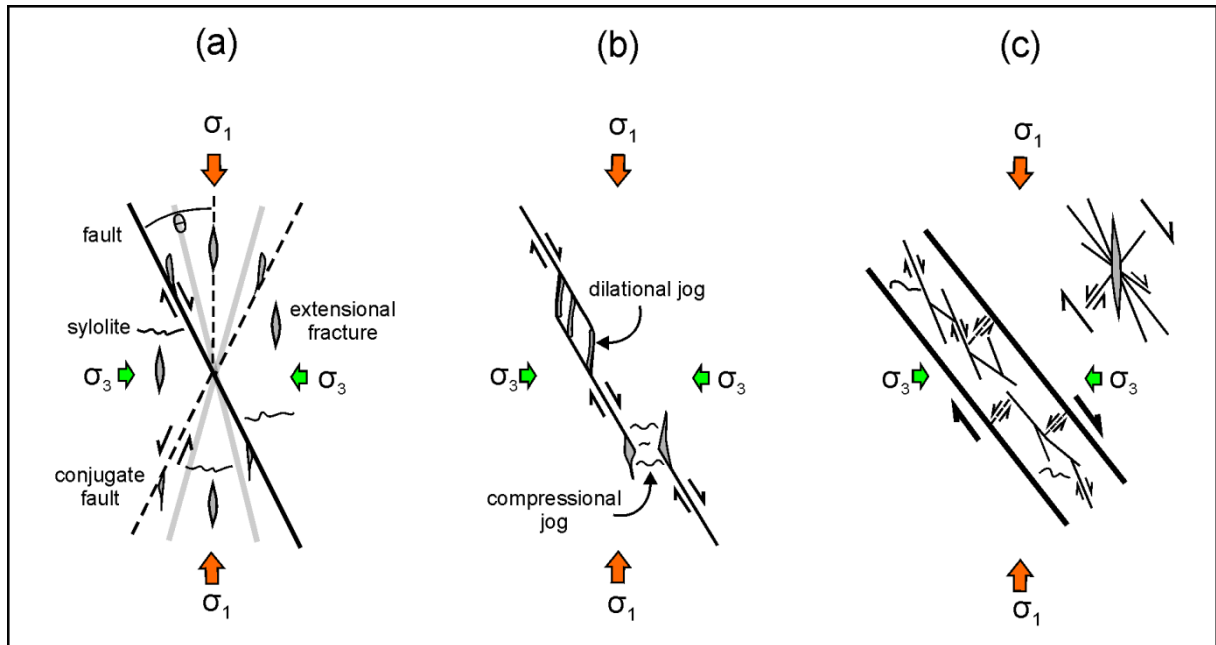 (a)
σ1
θ
fault
sylolite
extensional
fracture
σ3
σ3
conjugate
fault
σ1
(b)
σ1
dilational jog
σ3
σ3
compressional
jog
σ1
(c)
σ1
σ3
σ3
σ1